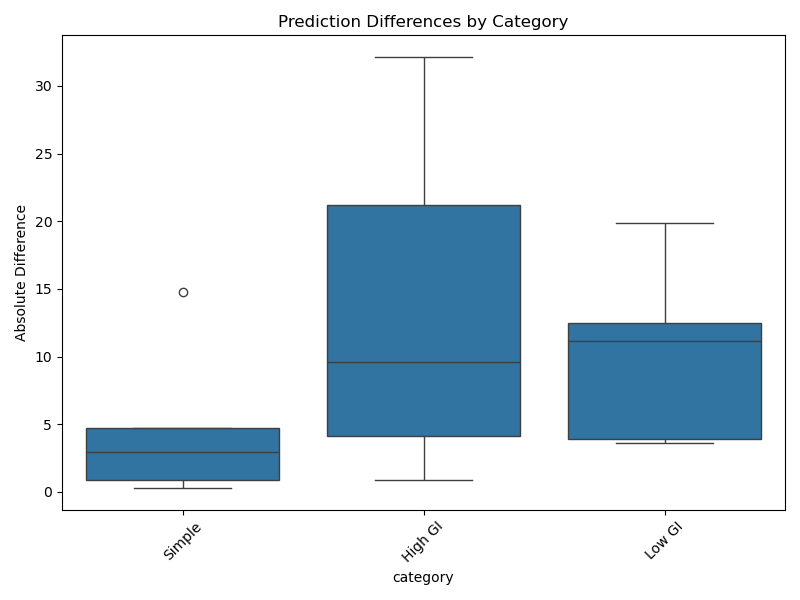 Prediction Differences by Category
Absolute Difference
30
25
20
15
10
5
0
Simple
High GI
Low GI
category